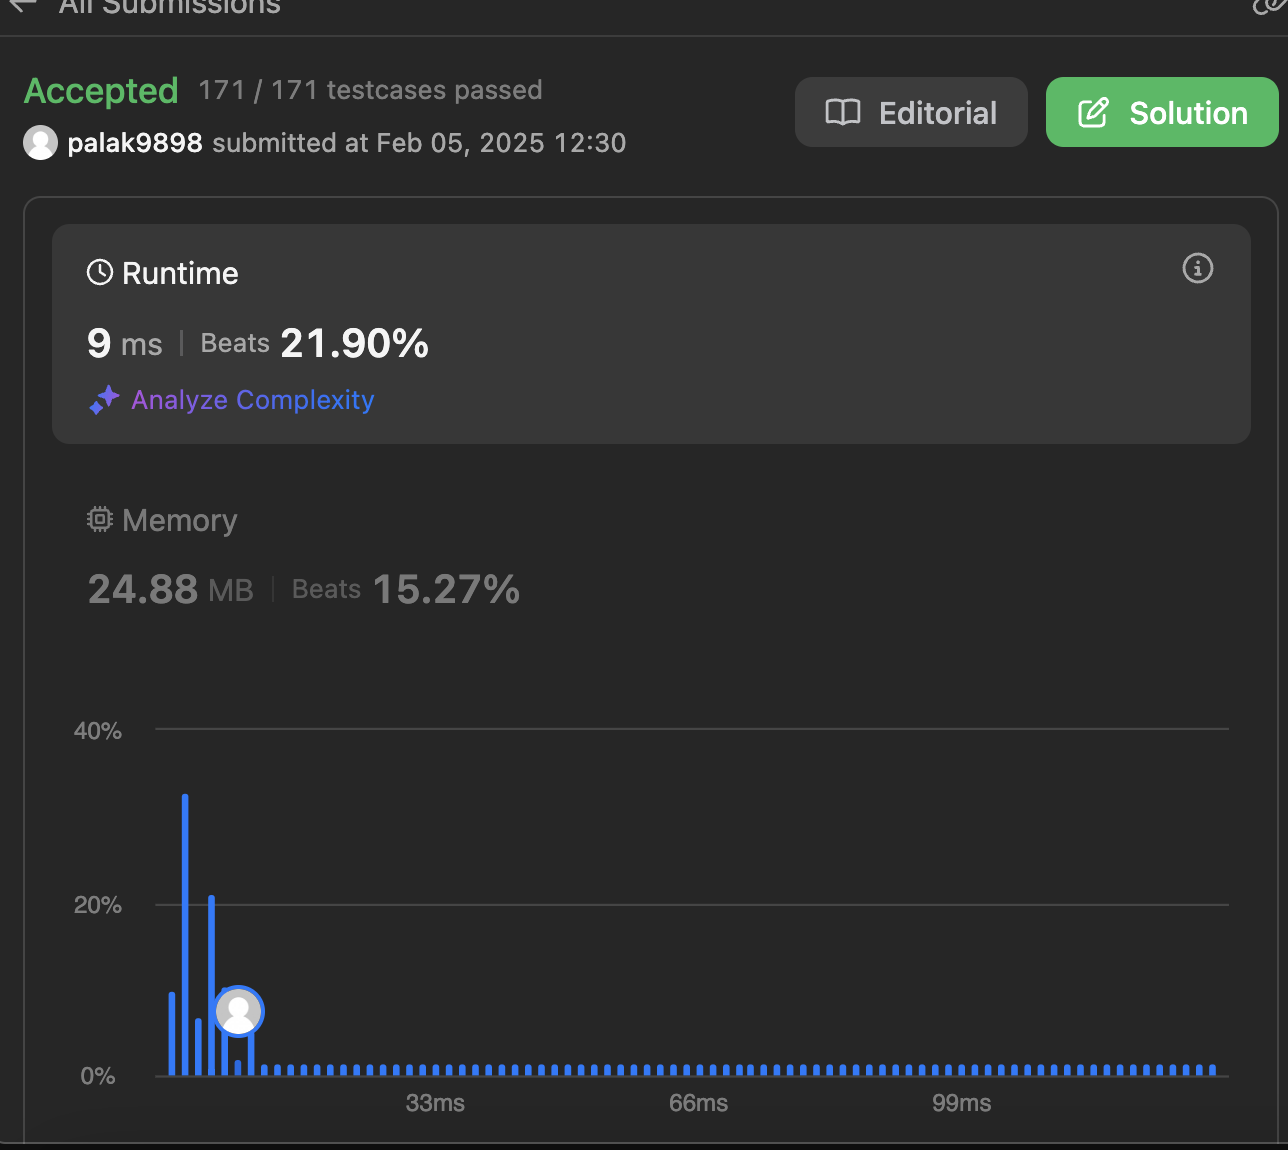 All Submissions
Accepted 171 / 171 testcases passed
palak9898 submitted at Feb 05, 2025 12:30
Editorial
Solution
Runtime
9 ms | Beats 21.90%
Analyze Complexity
Memory
24.88 MB | Beats 15.27%
40%
20%
0%
33ms 66ms 99ms